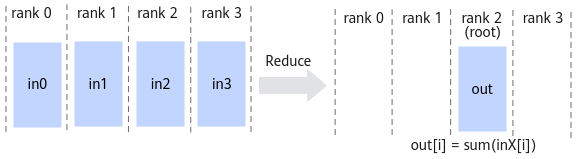 rank 0 rank 1 rank 2 rank 3
in0 in1 in2 in3
Reduce
rank 0 rank 1 rank 2 rank 3
(root)
out
out[i] = sum(inX[i])